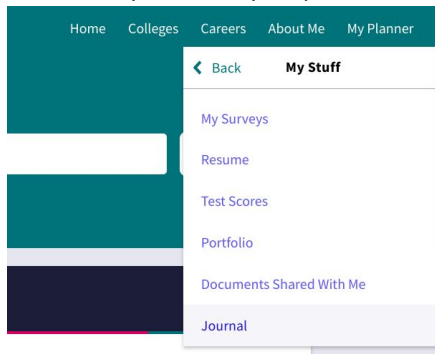 Home Colleges Careers About Me My Planner
Back My Stuff
My Surveys
Resume
Test Scores
Portfolio
Documents Shared With Me
Journal